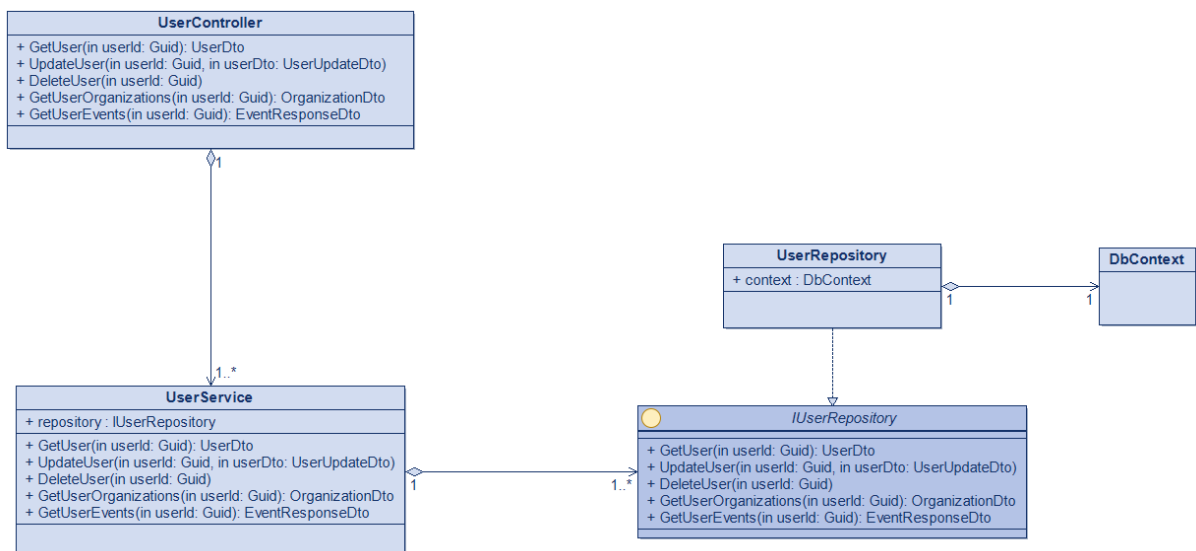 UserController
+ GetUser(in userId: Guid): UserDto
+ UpdateUser(in userId: Guid, in userDto: UserUpdateDto)
+ DeleteUser(in userId: Guid)
+ GetUserOrganizations(in userId: Guid): OrganizationDto
+ GetUserEvents(in userId: Guid): EventResponseDto
1
1..*
UserService
+ repository : IUserRepository
+ GetUser(in userId: Guid): UserDto
+ UpdateUser(in userId: Guid, in userDto: UserUpdateDto)
+ DeleteUser(in userId: Guid)
+ GetUserOrganizations(in userId: Guid): OrganizationDto
+ GetUserEvents(in userId: Guid): EventResponseDto
1
1..*
UserRepository
+ context : DbContext
1
1
DbContext
IUserRepository
+ GetUser(in userId: Guid): UserDto
+ UpdateUser(in userId: Guid, in userDto: UserUpdateDto)
+ DeleteUser(in userId: Guid)
+ GetUserOrganizations(in userId: Guid): OrganizationDto
+ GetUserEvents(in userId: Guid): EventResponseDto